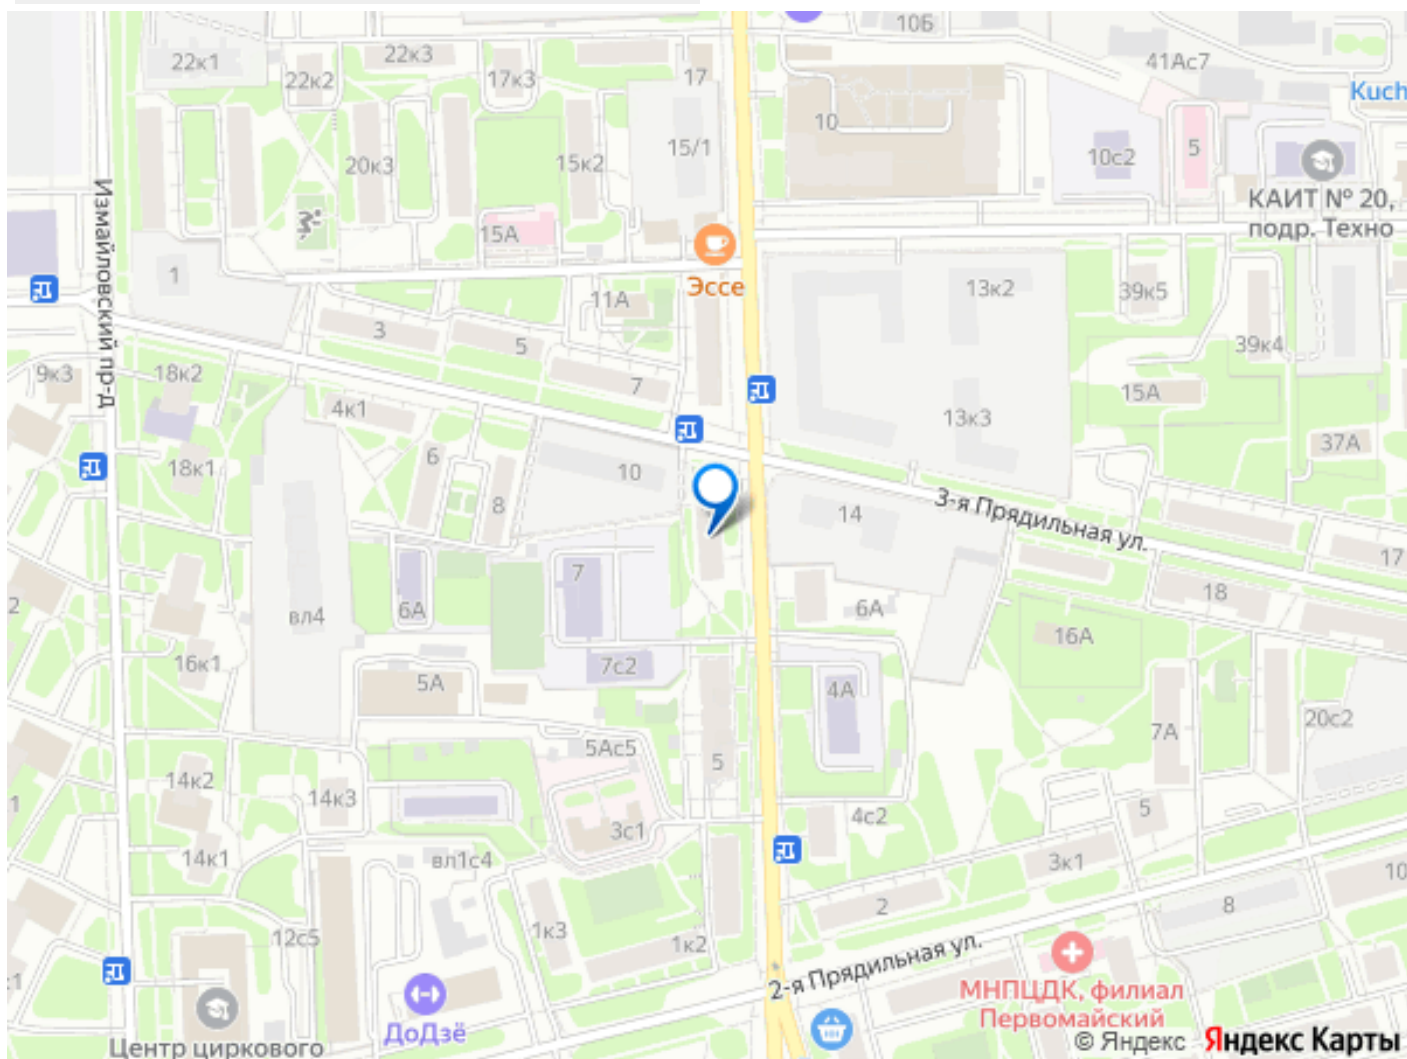 22к1
22к2
22к3
17к3
17
10Б
41Ас7
Kuch
20к3
15к2
15/1
10
10с2
5
КАИТ № 20,
подр. Техно
15А
Эссе
1
11А
13к2
39к5
39к4
Измайловский пр-д
3
5
7
9к3
18к2
4к1
15А
13к3
37А
18к1
6
8
10
14
3-я Прядильная ул.
17
7
6А
вл4
2
6А
18
16А
16к1
5А
7с2
4А
5
5Ас5
7А
20с2
1
14к2
14к3
14к1
вл1с4
3с1
4с2
5
3к1
10
12с5
1к3
1к2
2
8
2-я Прядильная ул.
МНПЦДК, филиал
Первомайский
к1
ДоДзё
Центр циркового
© Яндекс Яндекс Карты